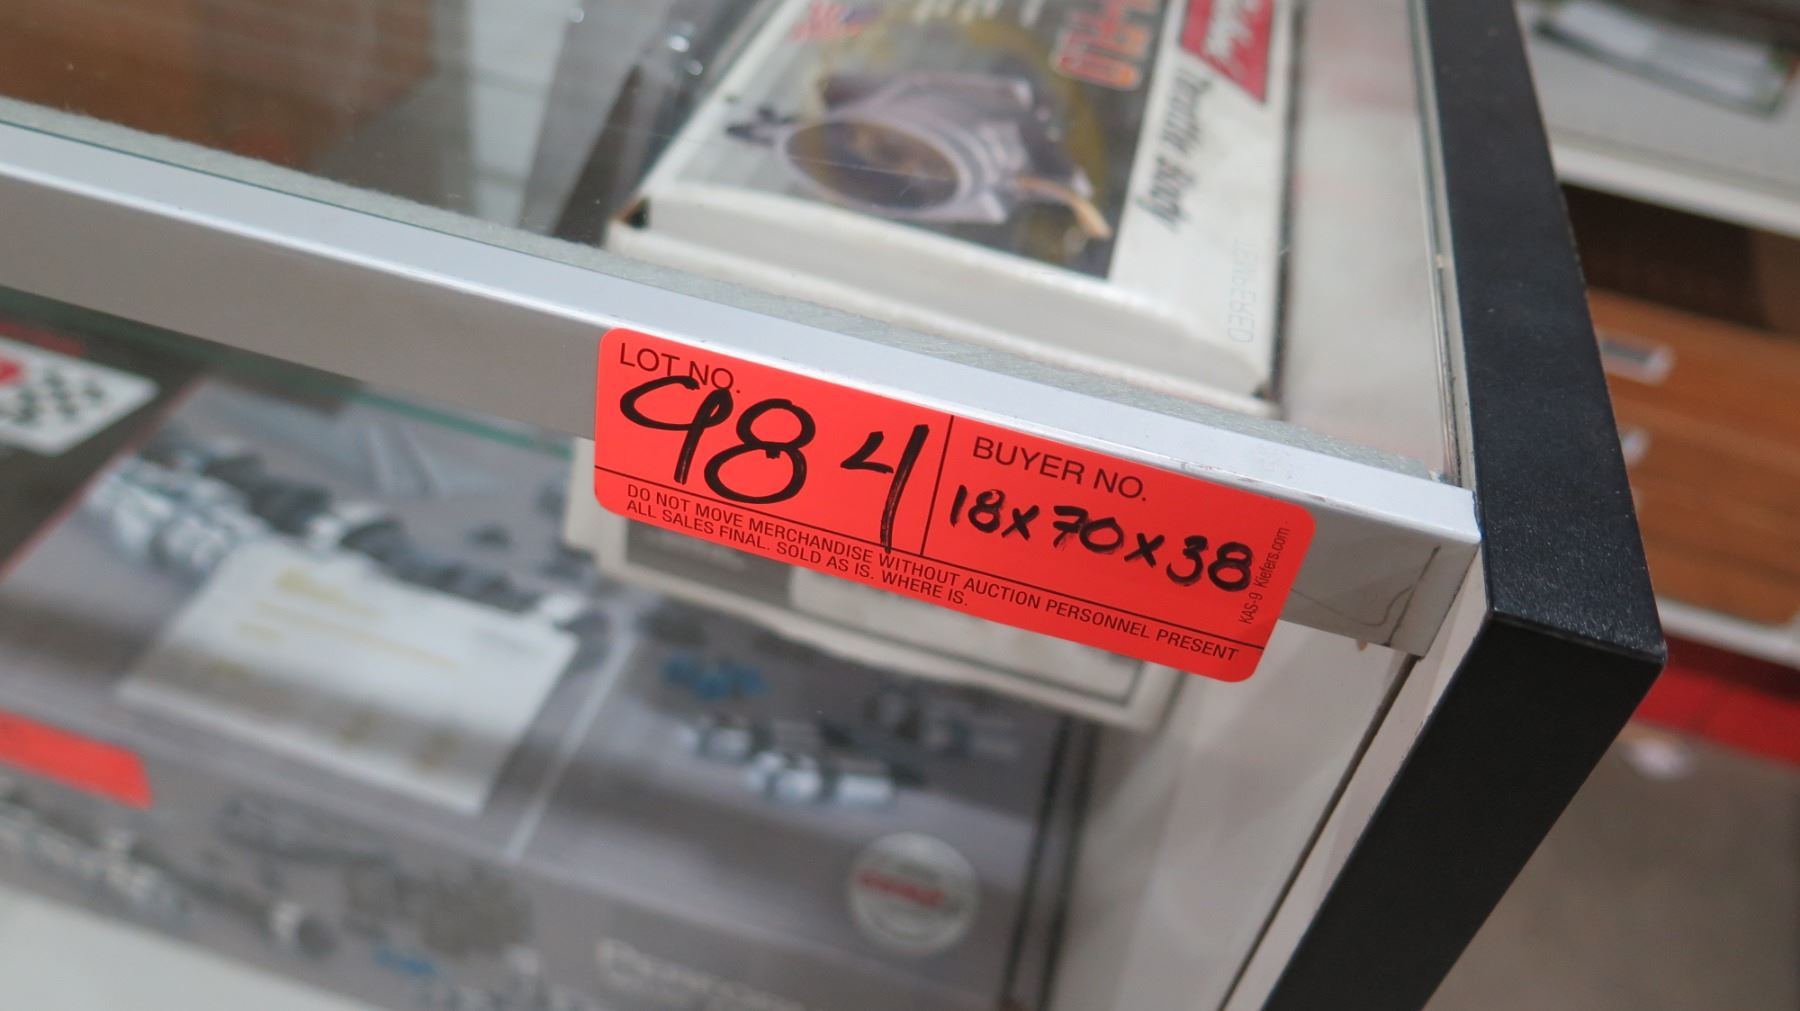 Throttle Body
TEMPERED
LOT NO.
984
BUYER NO.
18x70x38
DO NOT MOVE MERCHANDISE WITHOUT AUCTION PERSONNEL PRESENT
ALL SALES FINAL. SOLD AS IS. WHERE IS.
KAS-9 Kiefers.com